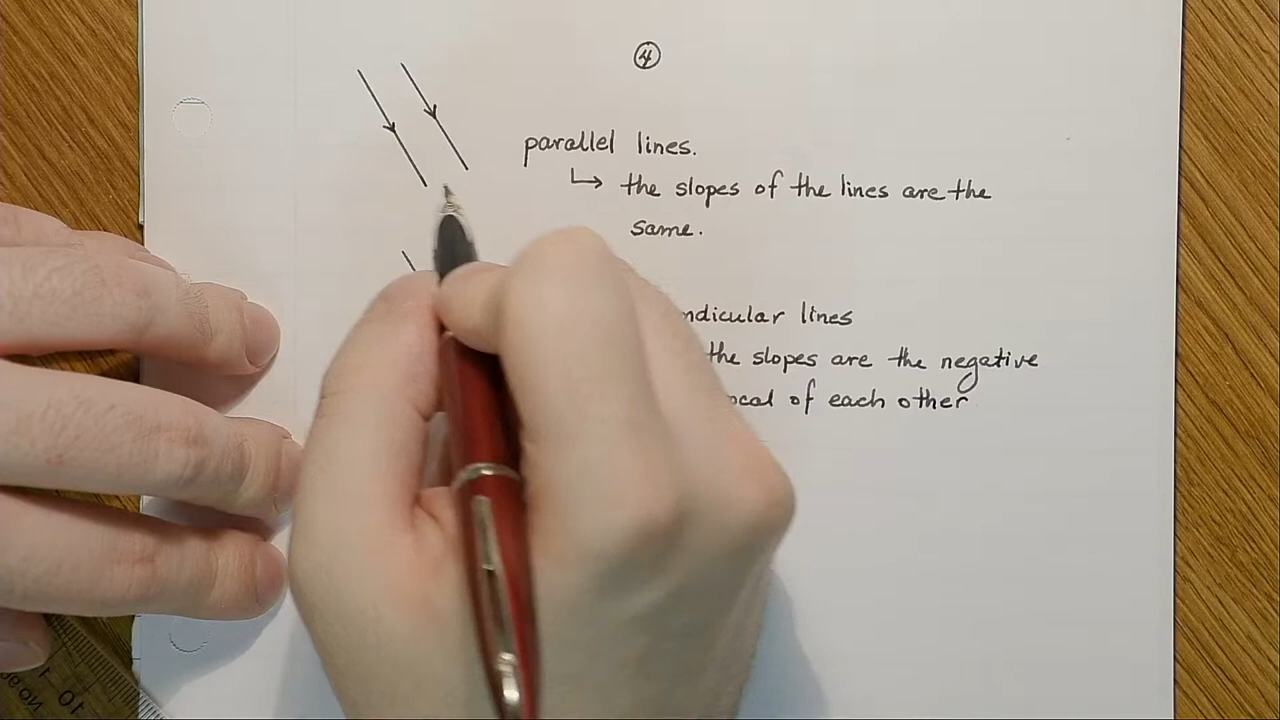 4
parallel lines.
↳ the slopes of the lines are the
same.
ndicular lines
the slopes are the negative
ocal of each other
10